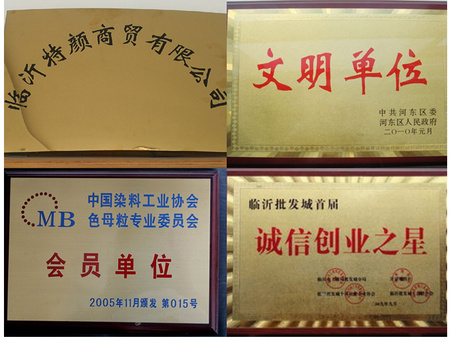 临沂特颜商贸有限公司
文明单位
中共河东区委
河东区人民政府
二〇一〇年元月
MB
中国染料工业协会
色母粒专业委员会
会员单位
2005年11月颁发 第015号
临沂批发城首届
诚信创业之星